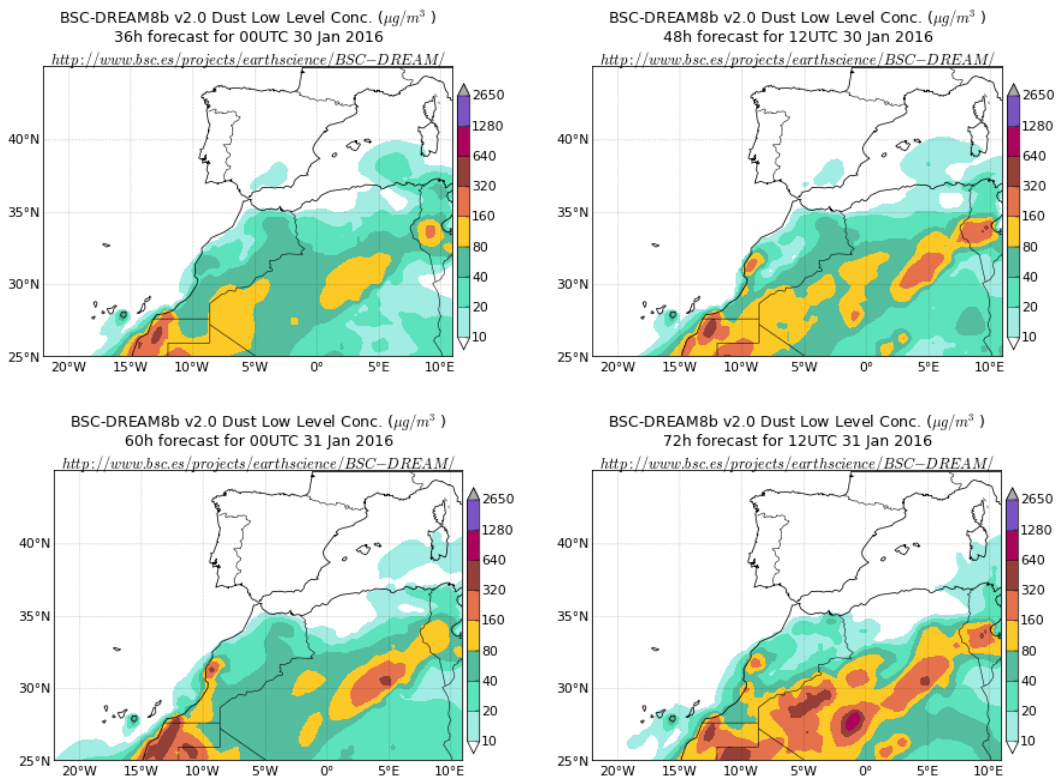 BSC-DREAM8b v2.0 Dust Low Level Conc. (μg/m³ )
36h forecast for 00UTC 30 Jan 2016
http://www.bsc.es/projects/earthscience/BSC−DREAM/
40°N
35°N
30°N
25°N
20°W 15°W 10°W 5°W 0° 5°E 10°E
2650
1280
640
320
160
80
40
20
10
BSC-DREAM8b v2.0 Dust Low Level Conc. (μg/m³ )
48h forecast for 12UTC 30 Jan 2016
http://www.bsc.es/projects/earthscience/BSC−DREAM/
40°N
35°N
30°N
25°N
20°W 15°W 10°W 5°W 0° 5°E 10°E
2650
1280
640
320
160
80
40
20
10
BSC-DREAM8b v2.0 Dust Low Level Conc. (μg/m³ )
60h forecast for 00UTC 31 Jan 2016
http://www.bsc.es/projects/earthscience/BSC−DREAM/
40°N
35°N
30°N
25°N
20°W 15°W 10°W 5°W 0° 5°E 10°E
2650
1280
640
320
160
80
40
20
10
BSC-DREAM8b v2.0 Dust Low Level Conc. (μg/m³ )
72h forecast for 12UTC 31 Jan 2016
http://www.bsc.es/projects/earthscience/BSC−DREAM/
40°N
35°N
30°N
25°N
20°W 15°W 10°W 5°W 0° 5°E 10°E
2650
1280
640
320
160
80
40
20
10